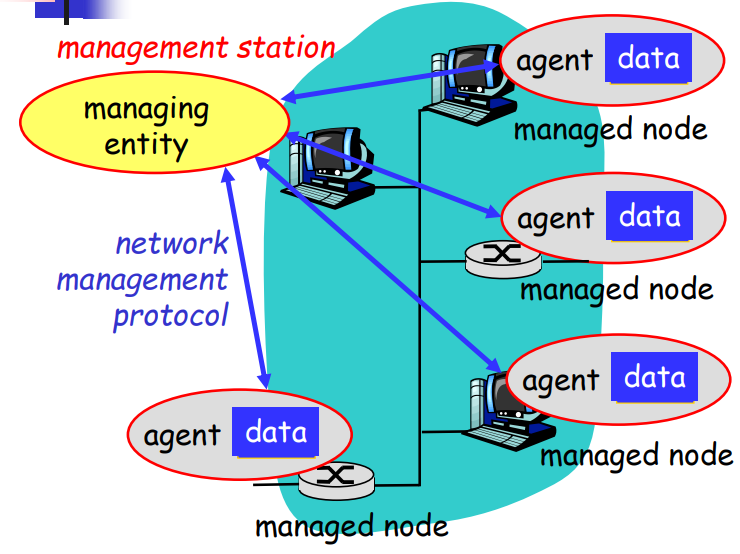 management station
managing
entity
agent data
managed node
agent data
managed node
network
management
protocol
agent data
managed node
agent data
managed node